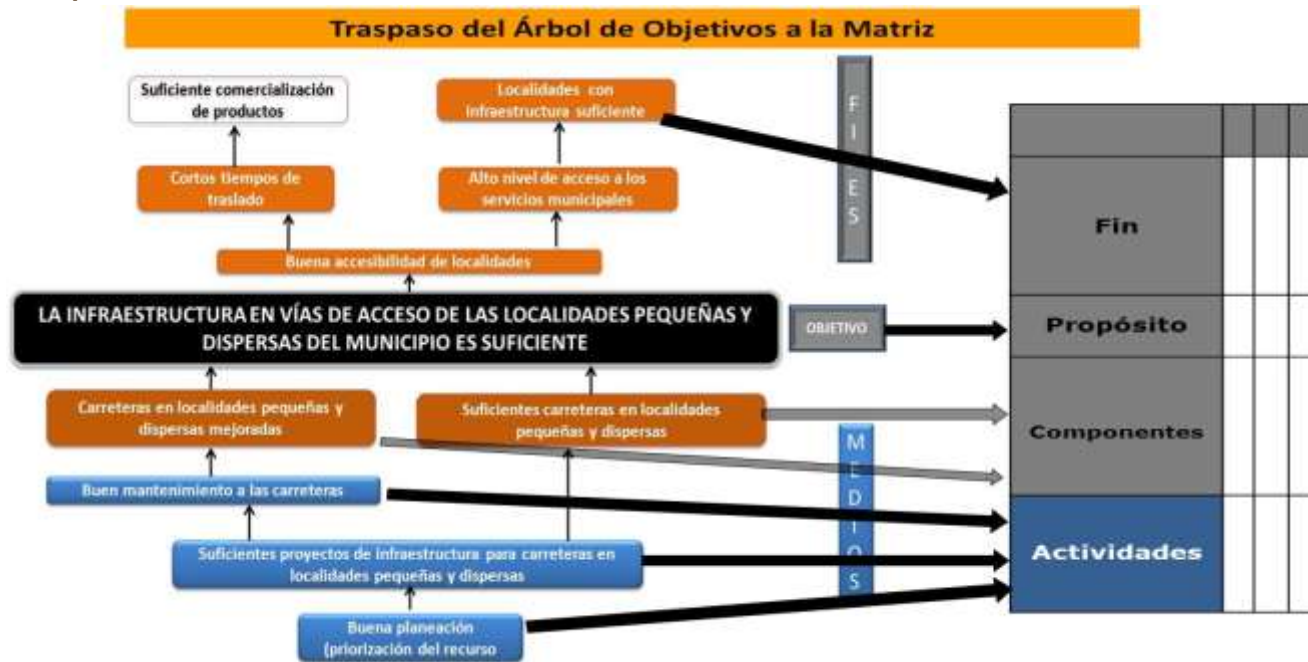 Traspaso del Árbol de Objetivos a la Matriz
Suficiente comercialización
de productos
Localidades con
infraestructura suficiente
Cortos tiempos de
traslado
Alto nivel de acceso a los
servicios municipales
Buena accesibilidad de localidades
LA INFRAESTRUCTURA EN VÍAS DE ACCESO DE LAS LOCALIDADES PEQUEÑAS Y
DISPERSAS DEL MUNICIPIO ES SUFICIENTE
Carreteras en localidades pequeñas y
dispersas mejoradas
Suficientes carreteras en localidades
pequeñas y dispersas
Buen mantenimiento a las carreteras
Suficientes proyectos de infraestructura para carreteras en
localidades pequeñas y dispersas
Buena planeación
(priorización del recurso
OBJETIVO
MEDIOS
Fin
Propósito
Componentes
Actividades